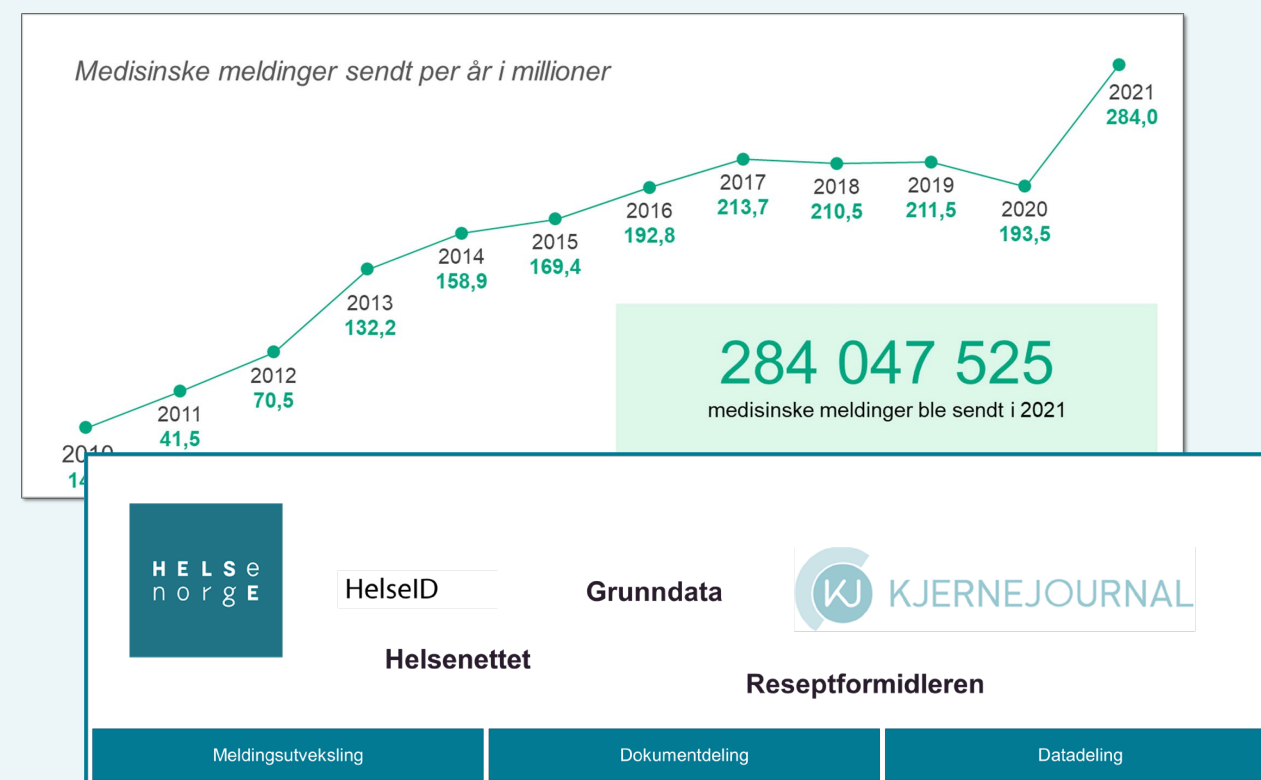 Medisinske meldinger sendt per år i millioner
2021
284,0
2017
213,7
2018
210,5
2019
211,5
2020
193,5
2016
192,8
2015
169,4
2014
158,9
2013
132,2
2012
70,5
2011
41,5
2010
284 047 525
medisinske meldinger ble sendt i 2021
HELSe
norgE
HelseID
Grunndata
KJ KJERNEJOURNAL
Helsenettet
Reseptformidleren
Meldingsutveksling
Dokumentdeling
Datadeling